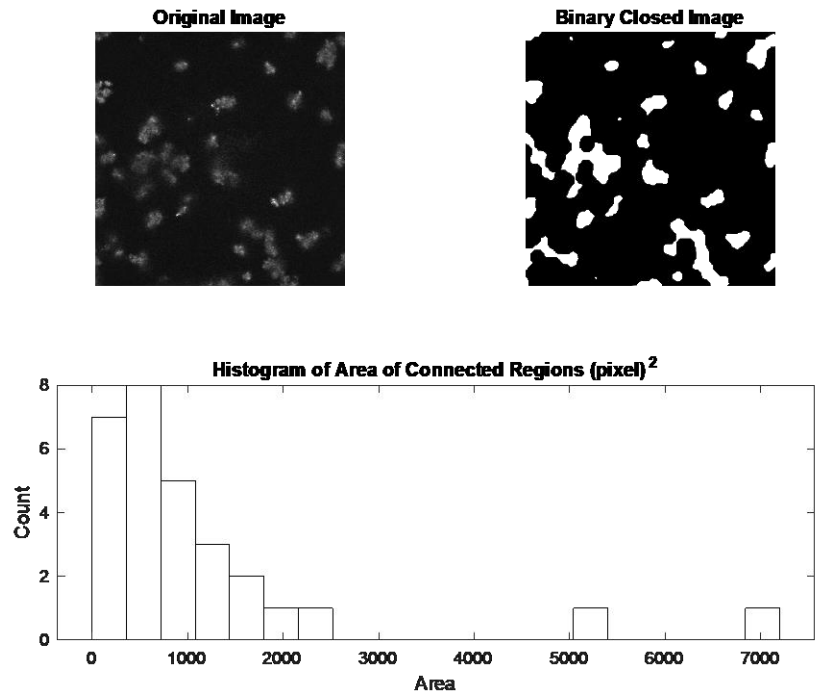 Original Image
Binary Closed Image
Histogram of Area of Connected Regions (pixel)²
8
6
4
2
0
Count
0 1000 2000 3000 4000 5000 6000 7000
Area